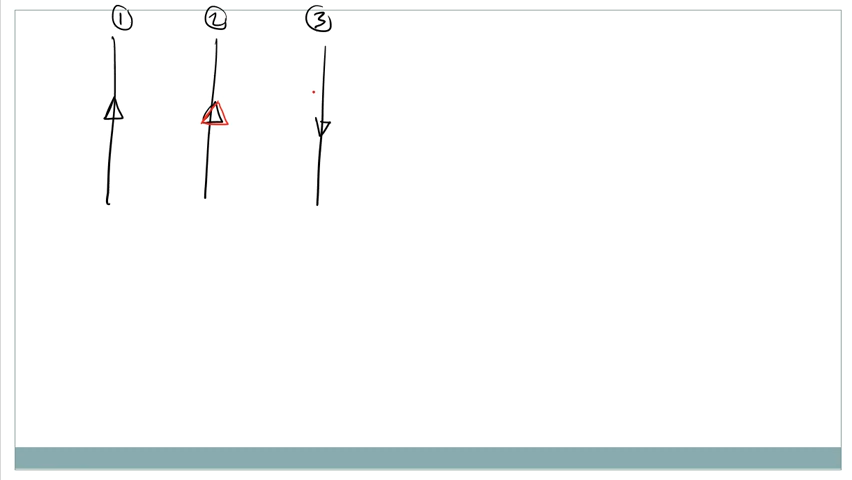 ① ② ③